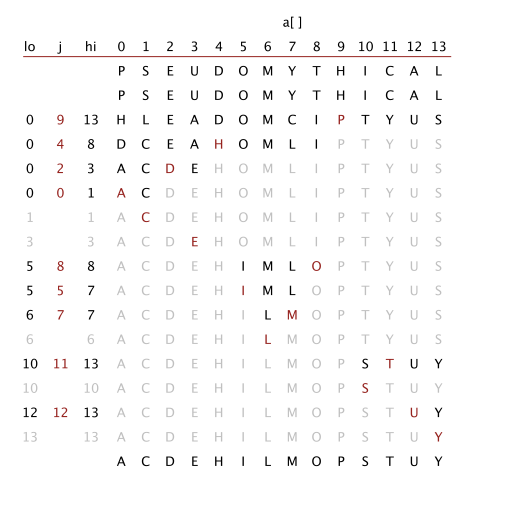 a[ ]
lo j hi 0 1 2 3 4 5 6 7 8 9 10 11 12 13
P S E U D O M Y T H I C A L
P S E U D O M Y T H I C A L
0 9 13 H L E A D O M C I P T Y U S
0 4 8 D C E A H O M L I P T Y U S
0 2 3 A C D E H O M L I P T Y U S
0 0 1 A C D E H O M L I P T Y U S
1 1 A C D E H O M L I P T Y U S
3 3 A C D E H O M L I P T Y U S
5 8 8 A C D E H I M L O P T Y U S
5 5 7 A C D E H I M L O P T Y U S
6 7 7 A C D E H I L M O P T Y U S
6 6 A C D E H I L M O P T Y U S
10 11 13 A C D E H I L M O P S T U Y
10 10 A C D E H I L M O P S T U Y
12 12 13 A C D E H I L M O P S T U Y
13 13 A C D E H I L M O P S T U Y
A C D E H I L M O P S T U Y